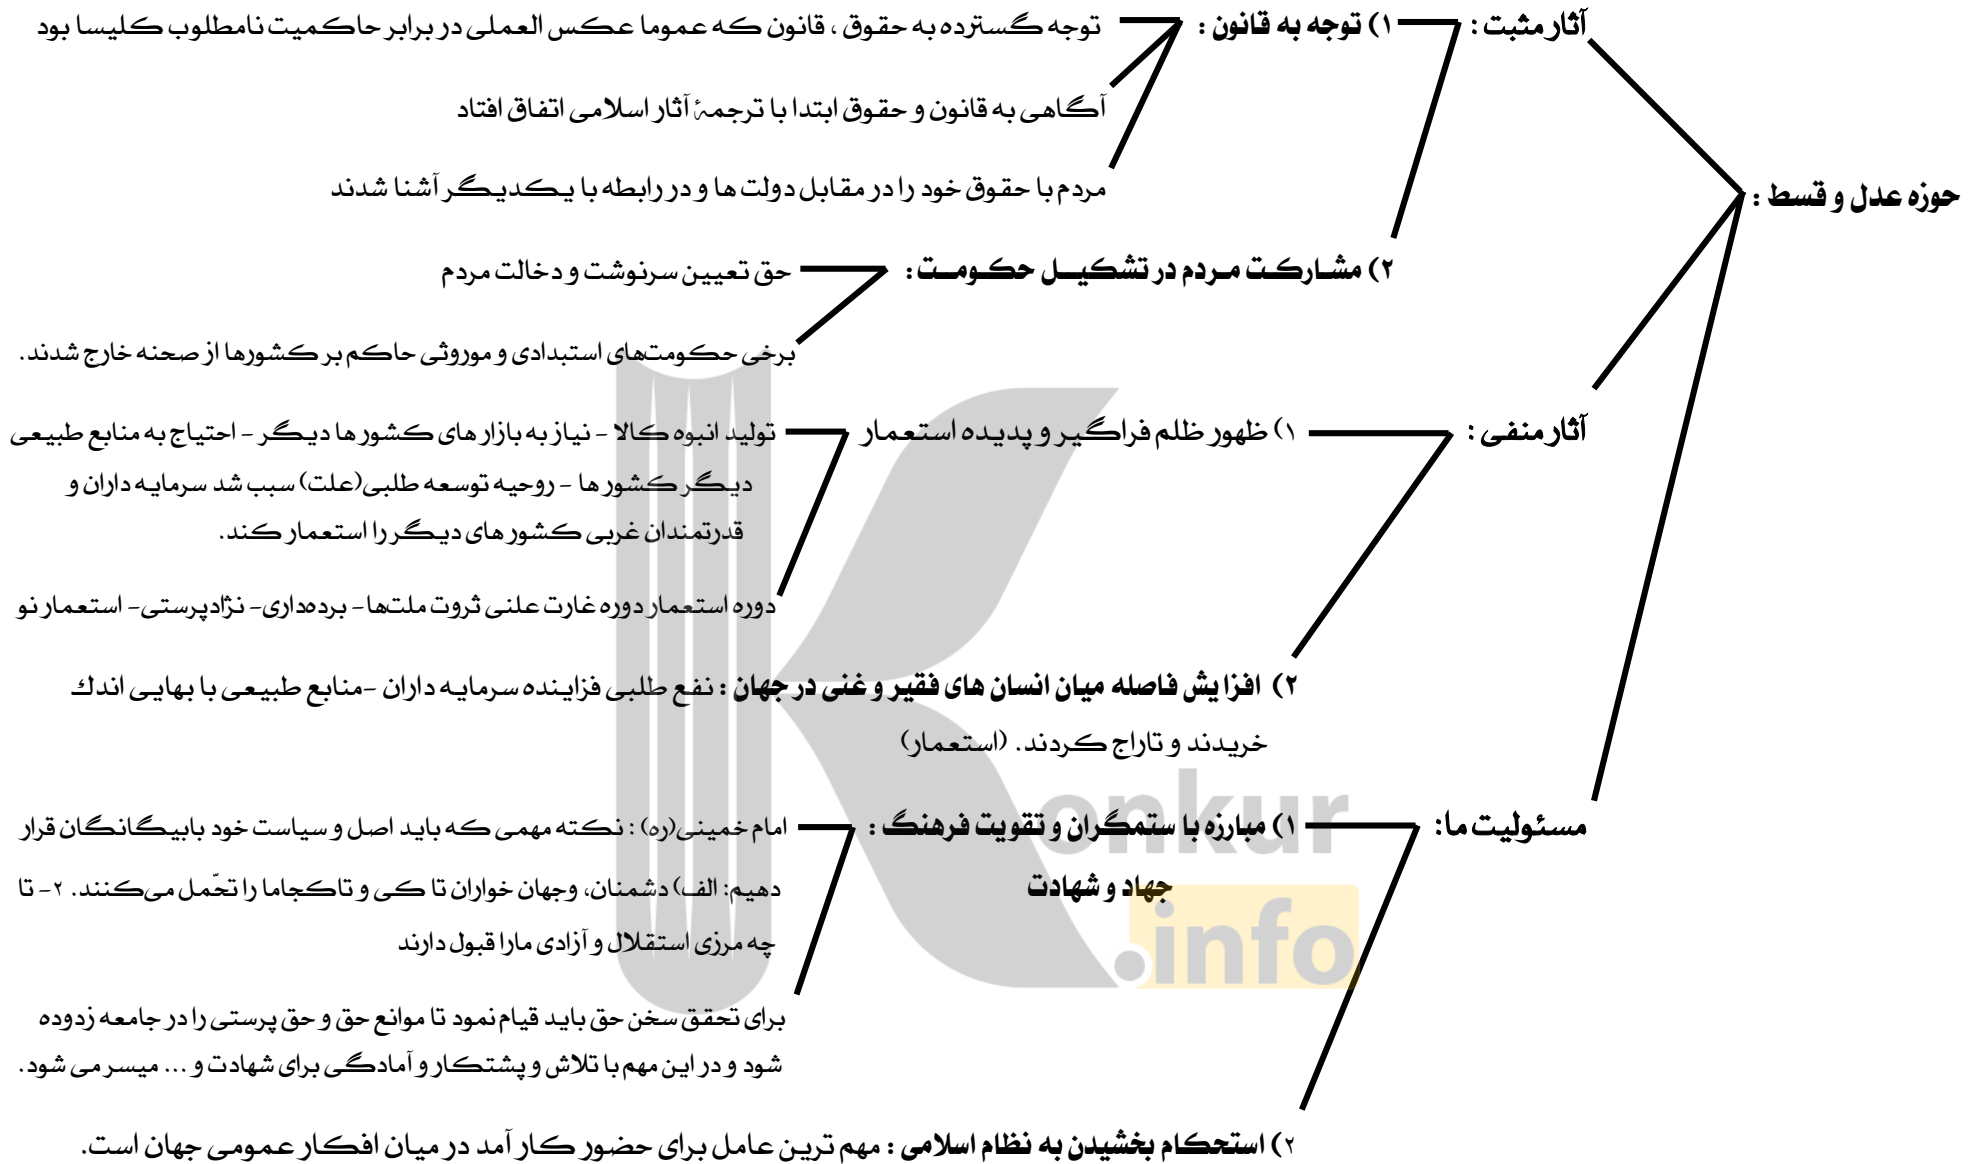 حوزه عدل و قسط :
آثار مثبت :
۱) توجه به قانون :
توجه گسترده به حقوق ، قانون که عموما عکس العملی در برابر حاکمیت نامطلوب کلیسا بود
آگاهی به قانون و حقوق ابتدا با ترجمهٔ آثار اسلامی اتفاق افتاد
مردم با حقوق خود را در مقابل دولت ها و در رابطه با یکدیگر آشنا شدند
۲) مشارکت مردم در تشکیل حکومت :
حق تعیین سرنوشت و دخالت مردم
برخی حکومت‌های استبدادی و موروثی حاکم بر کشورها از صحنه خارج شدند.
آثار منفی :
۱) ظهور ظلم فراگیر و پدیده استعمار
تولید انبوه کالا - نیاز به بازار های کشور ها دیگر - احتیاج به منابع طبیعی
دیگر کشور ها - روحیه توسعه طلبی(علت) سبب شد سرمایه داران و
قدرتمندان غربی کشور های دیگر را استعمار کند.
دوره استعمار دوره غارت علنی ثروت ملت‌ها- برده‌داری- نژادپرستی- استعمار نو
۲) افزایش فاصله میان انسان های فقیر و غنی در جهان : نفع طلبی فزاینده سرمایه داران -منابع طبیعی با بهایی اندك
خریدند و تاراج کردند. (استعمار)
مسئولیت ما:
۱) مبارزه با ستمگران و تقویت فرهنگ :
جهاد و شهادت
امام خمینی(ره) : نکته مهمی که باید اصل و سیاست خود بابیگانگان قرار
دهیم: الف) دشمنان، وجهان خواران تا کی و تاکجاما را تحّمل می‌کنند. ۲- تا
چه مرزی استقلال و آزادی مارا قبول دارند
برای تحقق سخن حق باید قیام نمود تا موانع حق و حق پرستی را در جامعه زدوده
شود و در این مهم با تلاش و پشتکار و آمادگی برای شهادت و ... میسر می شود.
۲) استحکام بخشیدن به نظام اسلامی : مهم ترین عامل برای حضور کار آمد در میان افکار عمومی جهان است.
Konkur
.info